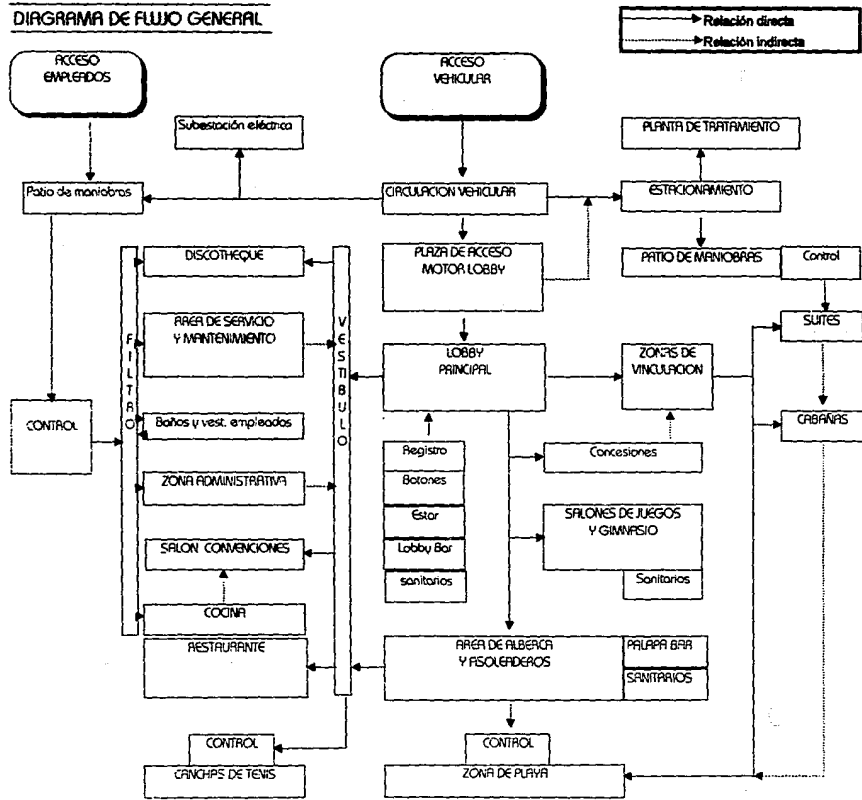 DIAGRAMA DE FLUJO GENERAL
Relación directa
Relación indirecta
ACCESO
EMPLEADOS
ACCESO
VEHICULAR
Subestación eléctrica
PLANTA DE TRATAMIENTO
Patio de maniobras
CIRCULACION VEHICULAR
ESTACIONAMIENTO
DISCOTHEQUE
PLAZA DE ACCESO
MOTOR LOBBY
PATIO DE MANIOBRAS
Control
FILTRO
AREA DE SERVICIO
Y MANTENIMIENTO
VESTIBULO
SUITES
LOBBY
PRINCIPAL
ZONAS DE
VINCULACION
CONTROL
Baños y vest. empleados
CABAÑAS
Registro
Concesiones
Botones
ZONA ADMINISTRATIVA
Estar
SALONES DE JUEGOS
Y GIMNASIO
SALON CONVENCIONES
Lobby Bar
sanitarios
Sanitarios
COCINA
RESTAURANTE
AREA DE ALBERCA
Y ASOLEADEROS
PALAPA BAR
SANITARIOS
CONTROL
CONTROL
CANCHAS DE TENIS
ZONA DE PLAYA